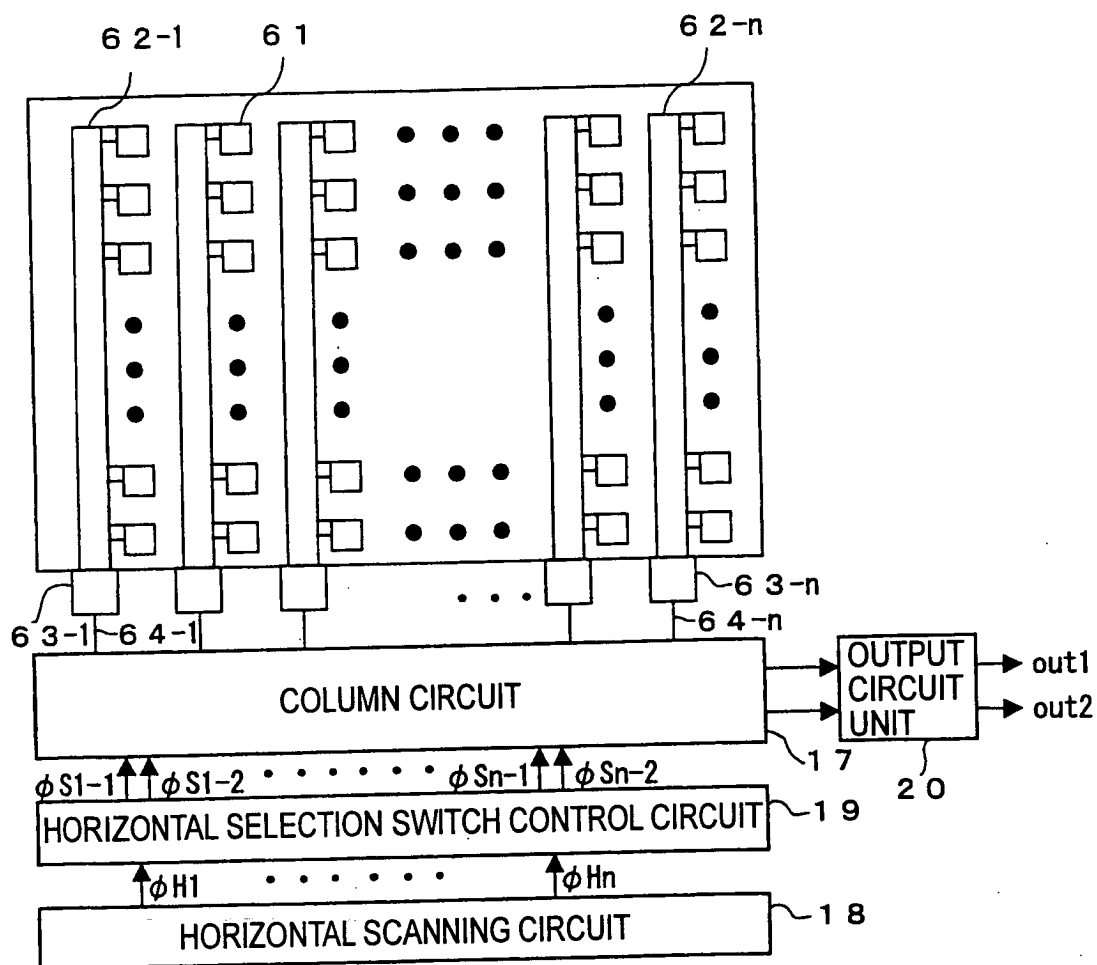 62-1
61
62-n
63-1
64-1
63-n
64-n
COLUMN CIRCUIT
OUTPUT
CIRCUIT
UNIT
out1
out2
17
20
φS1-1
φS1-2
φSn-1
φSn-2
HORIZONTAL SELECTION SWITCH CONTROL CIRCUIT
19
φH1
φHn
HORIZONTAL SCANNING CIRCUIT
18